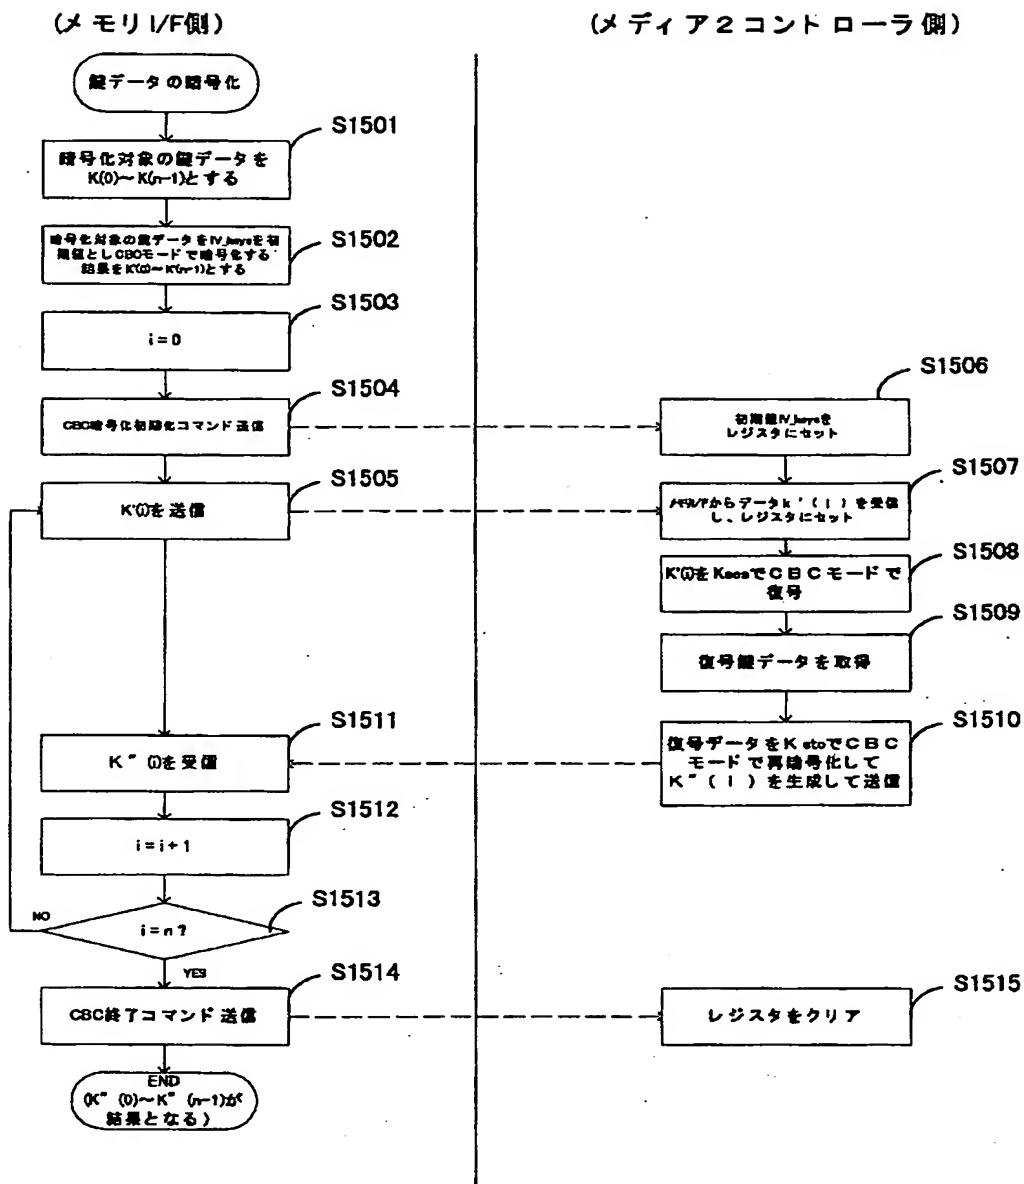 (メモリI/F側)
(メディア2コントローラ側)
鍵データの暗号化
S1501
暗号化対象の鍵データを
K(0)~K(n-1)とする
S1502
暗号化対象の鍵データをIV_keysを初
期値としCBCモードで暗号化する
結果をK'(0)~K'(n-1)とする
S1503
i=0
S1504
CBC暗号化初期化コマンド送信
S1505
K'(i)を送信
S1506
初期値IV_keysを
レジスタにセット
S1507
メモリI/Fからデータk'(i)を受信
し、レジスタにセット
S1508
K'(i)をKsesでCBCモードで
復号
S1509
復号鍵データを取得
S1510
復号データをKstoでCBC
モードで再暗号化して
K"(i)を生成して送信
S1511
K"(i)を受信
S1512
i=i+1
S1513
i=n?
NO
YES
S1514
CBC終了コマンド送信
S1515
レジスタをクリア
END
(K"(0)~K"(n-1)が
結果となる)